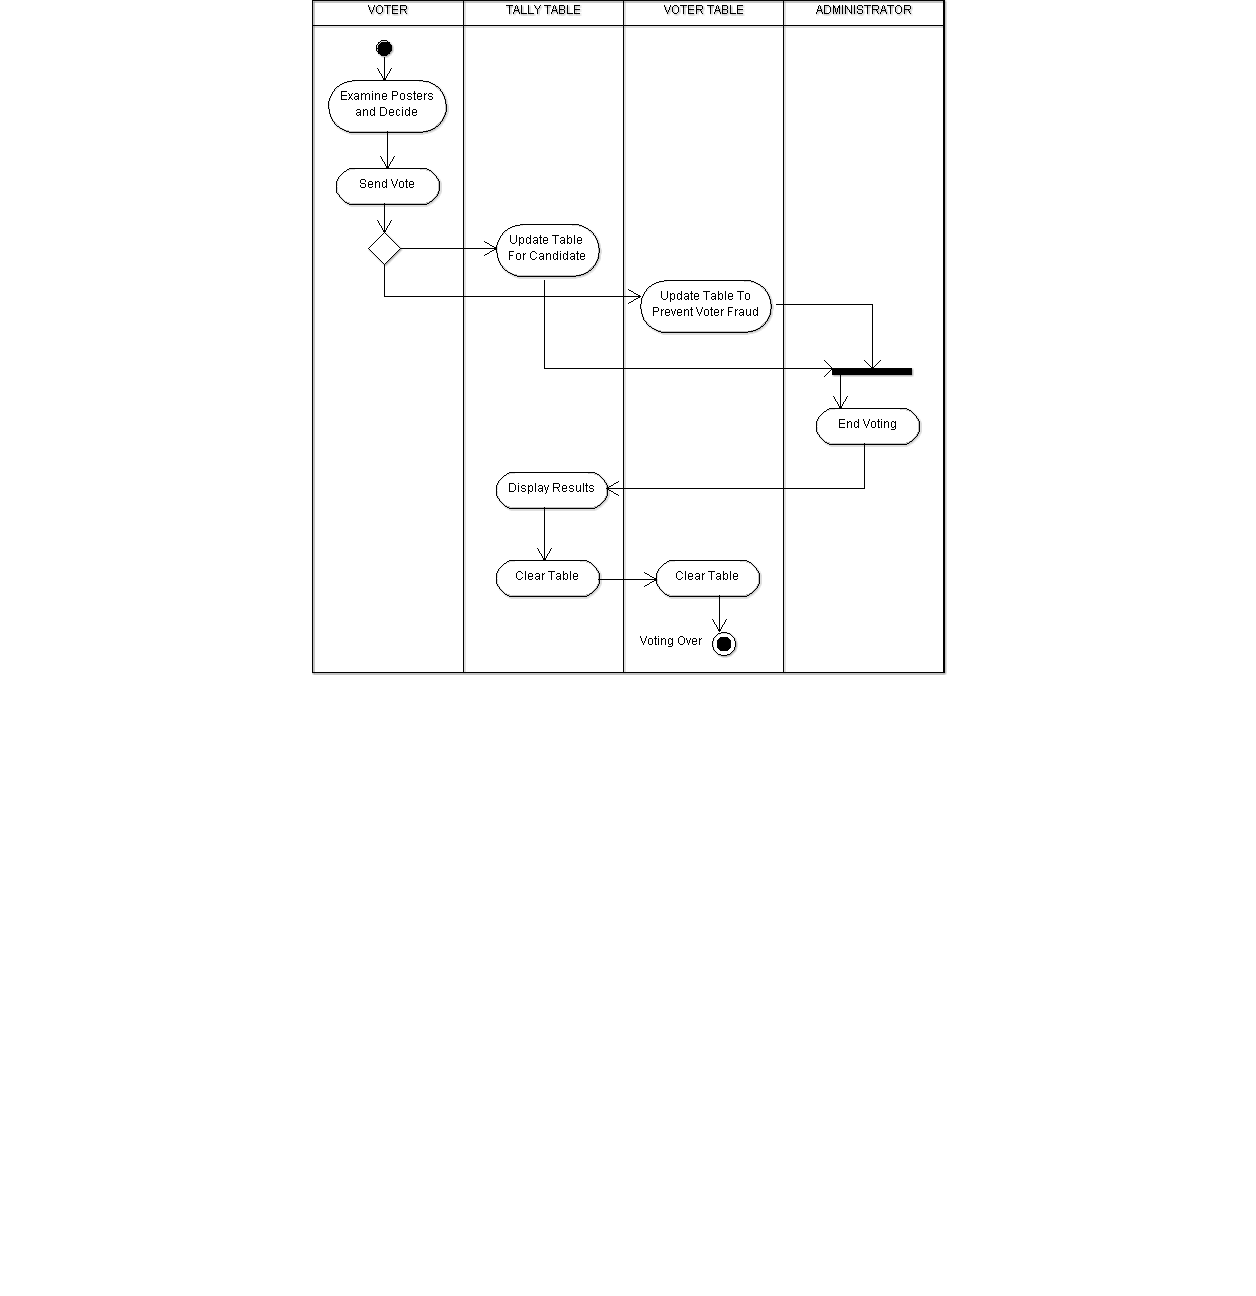 VOTER
TALLY TABLE
VOTER TABLE
ADMINISTRATOR
Examine Posters
and Decide
Send Vote
Update Table
For Candidate
Update Table To
Prevent Voter Fraud
End Voting
Display Results
Clear Table
Clear Table
Voting Over